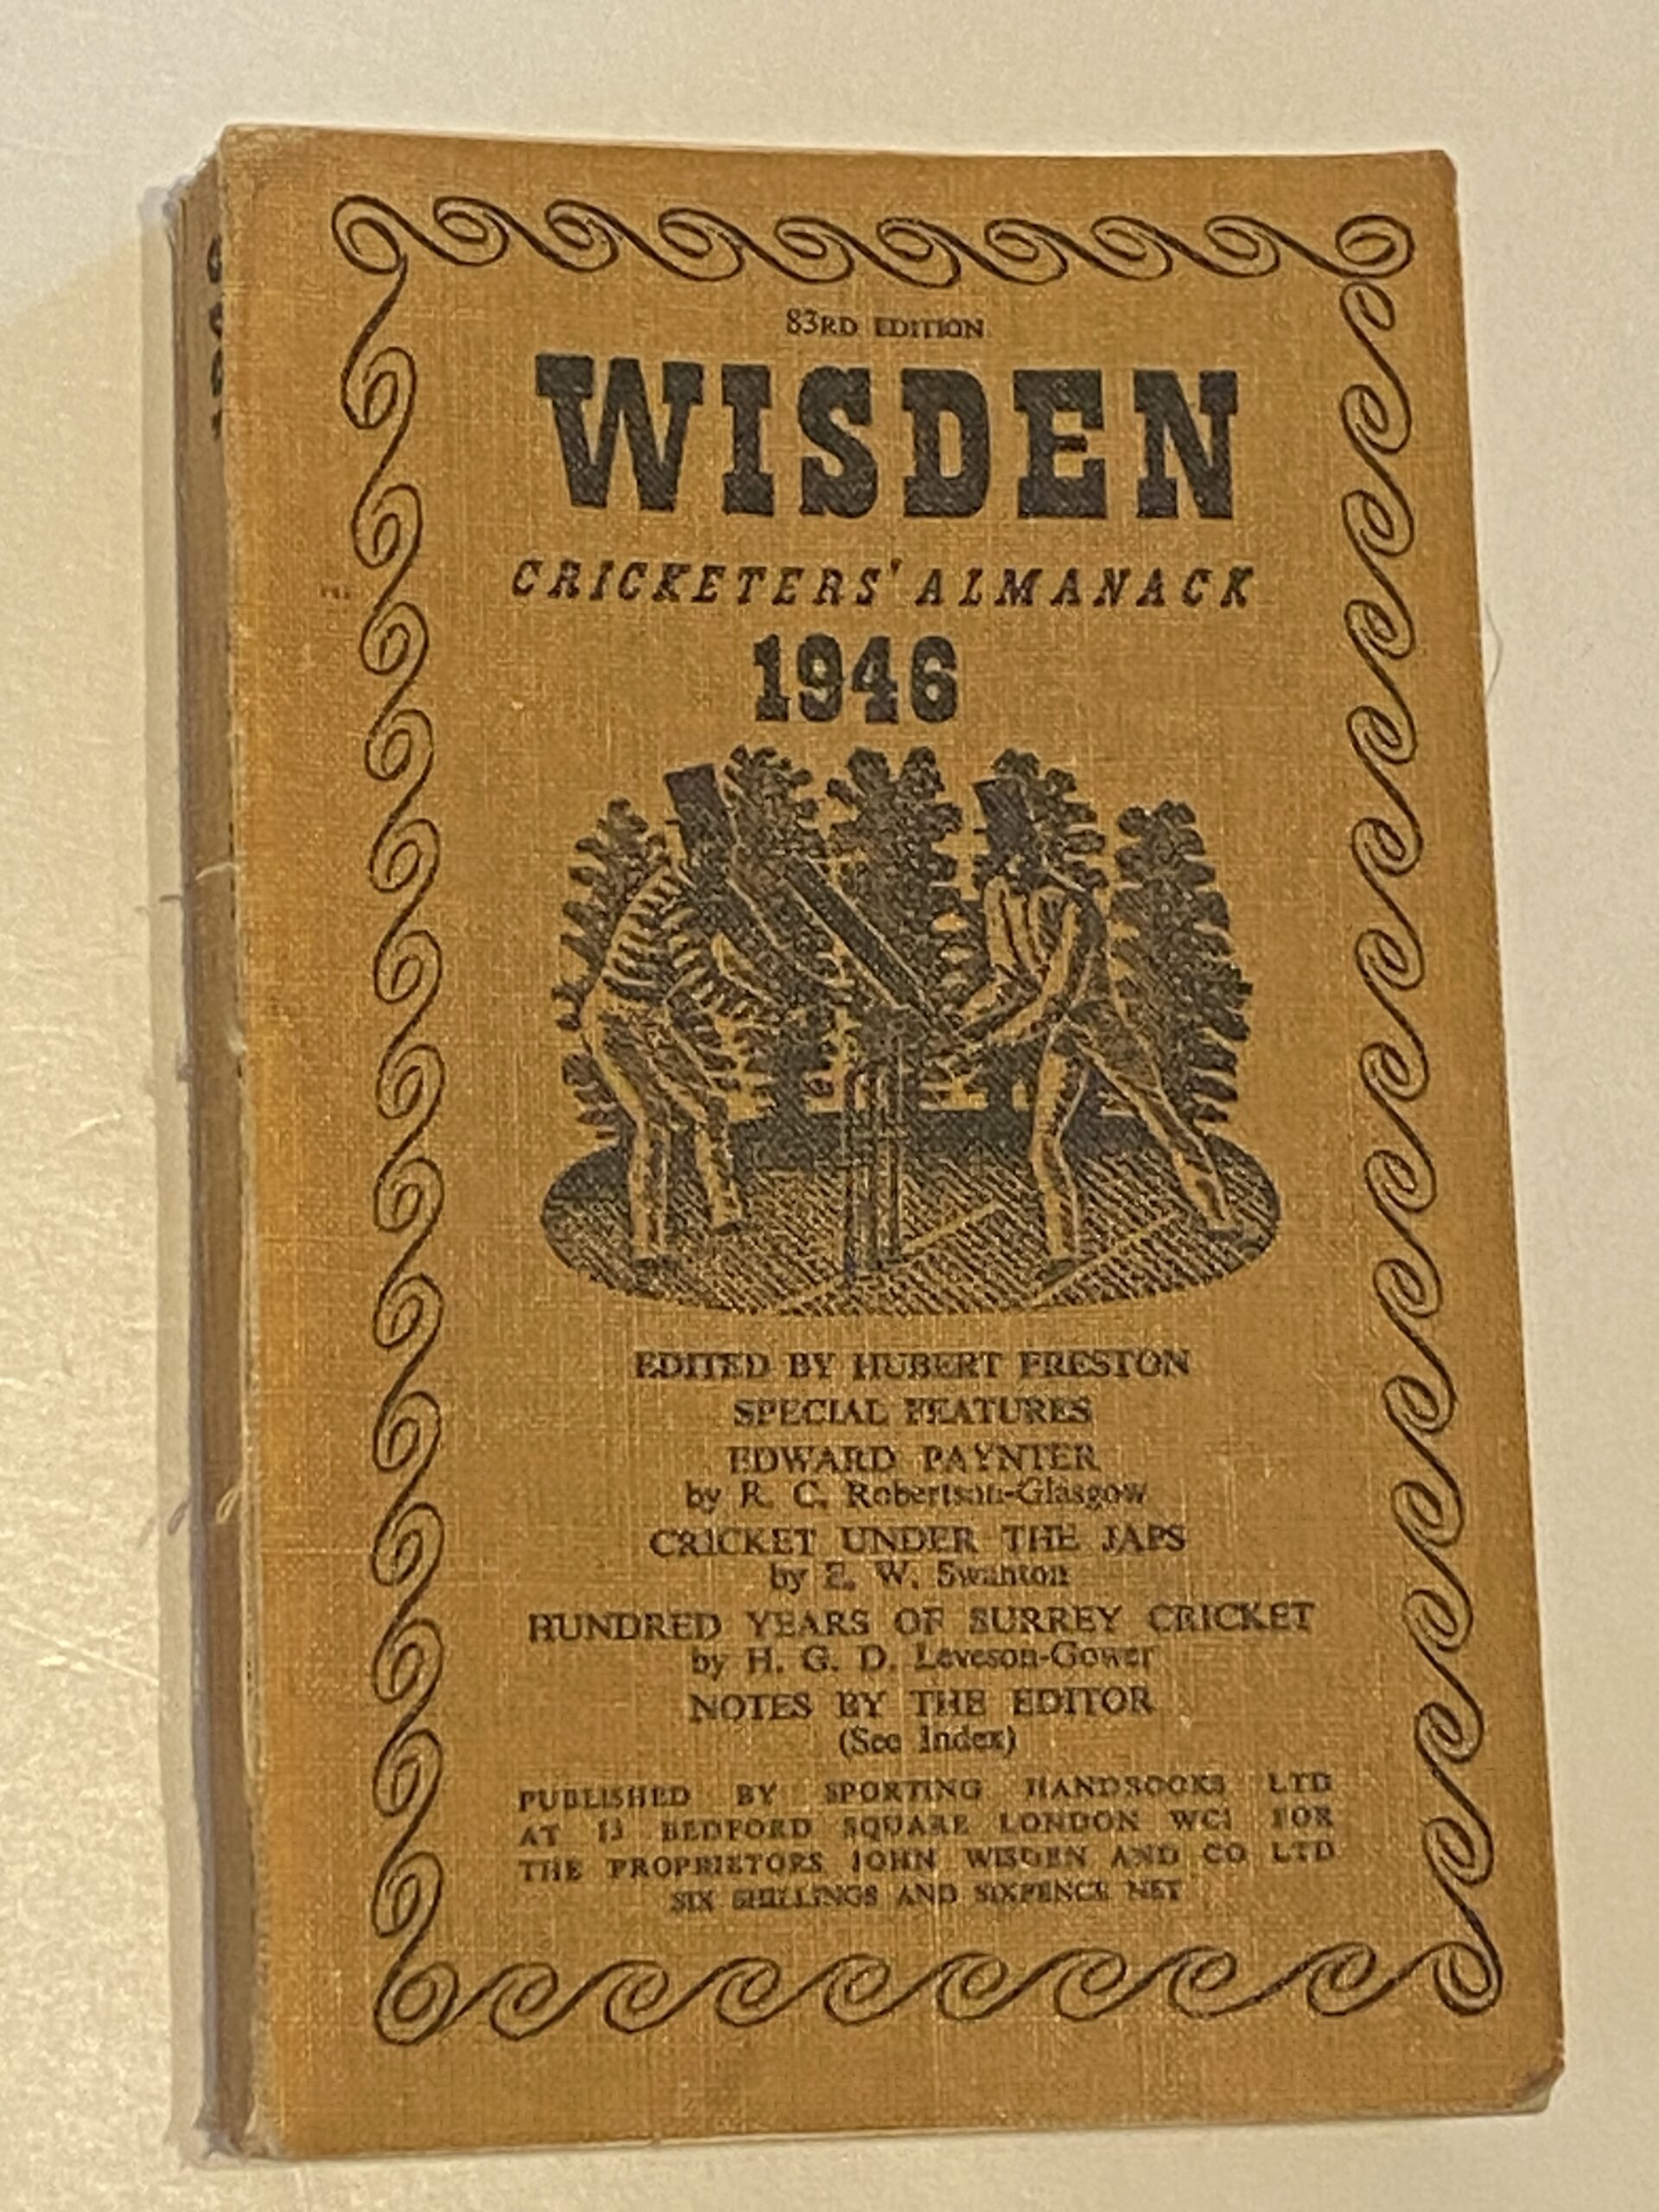 83RD EDITION
WISDEN
CRICKETERS' ALMANACK
1946
EDITED BY HUBERT PRESTON
SPECIAL FEATURES
EDWARD PAYNTER
by R. C. Robertson-Glasgow
CRICKET UNDER THE JAPS
by E. W. Swanton
HUNDRED YEARS OF SURREY CRICKET
by H. G. D. Leveson-Gower
NOTES BY THE EDITOR
(See Index)
PUBLISHED BY SPORTING HANDBOOKS LTD
AT 13 BEDFORD SQUARE LONDON WC1 FOR
THE PROPRIETORS JOHN WISDEN AND CO LTD
SIX SHILLINGS AND SIXPENCE NET
1946